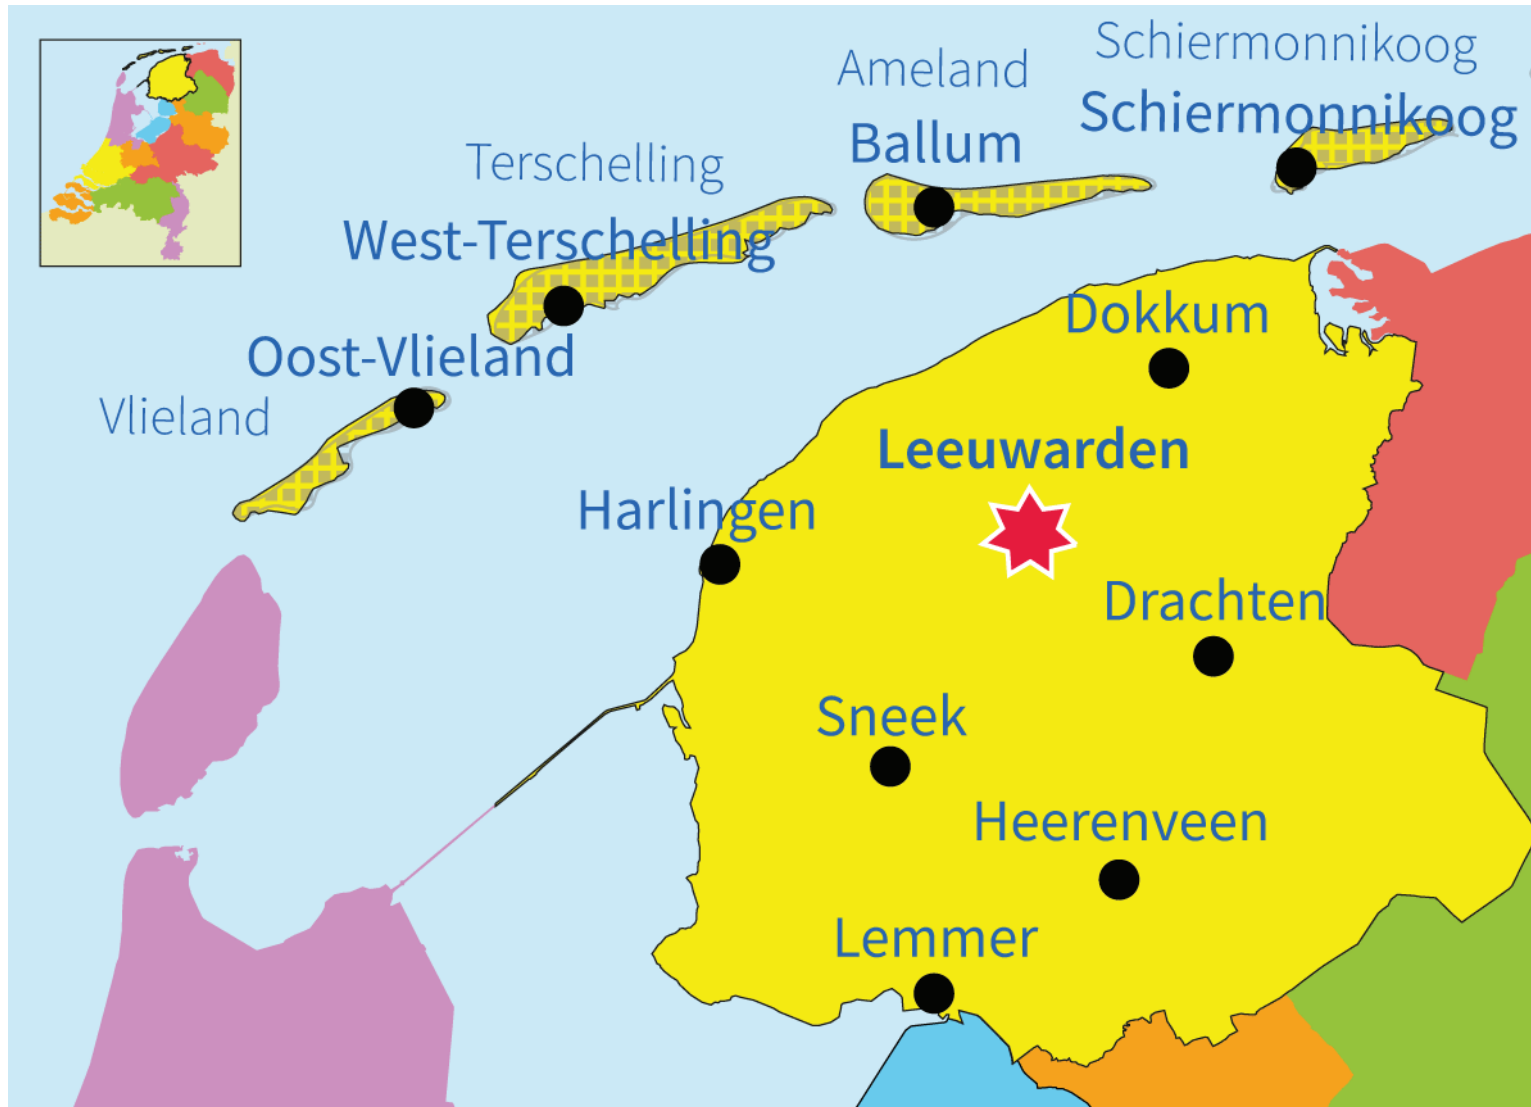 Schiermonnikoog
Ameland
Schiermonnikoog
Ballum
Terschelling
West-Terschelling
Dokkum
Oost-Vlieland
Vlieland
Leeuwarden
Harlingen
Drachten
Sneek
Heerenveen
Lemmer